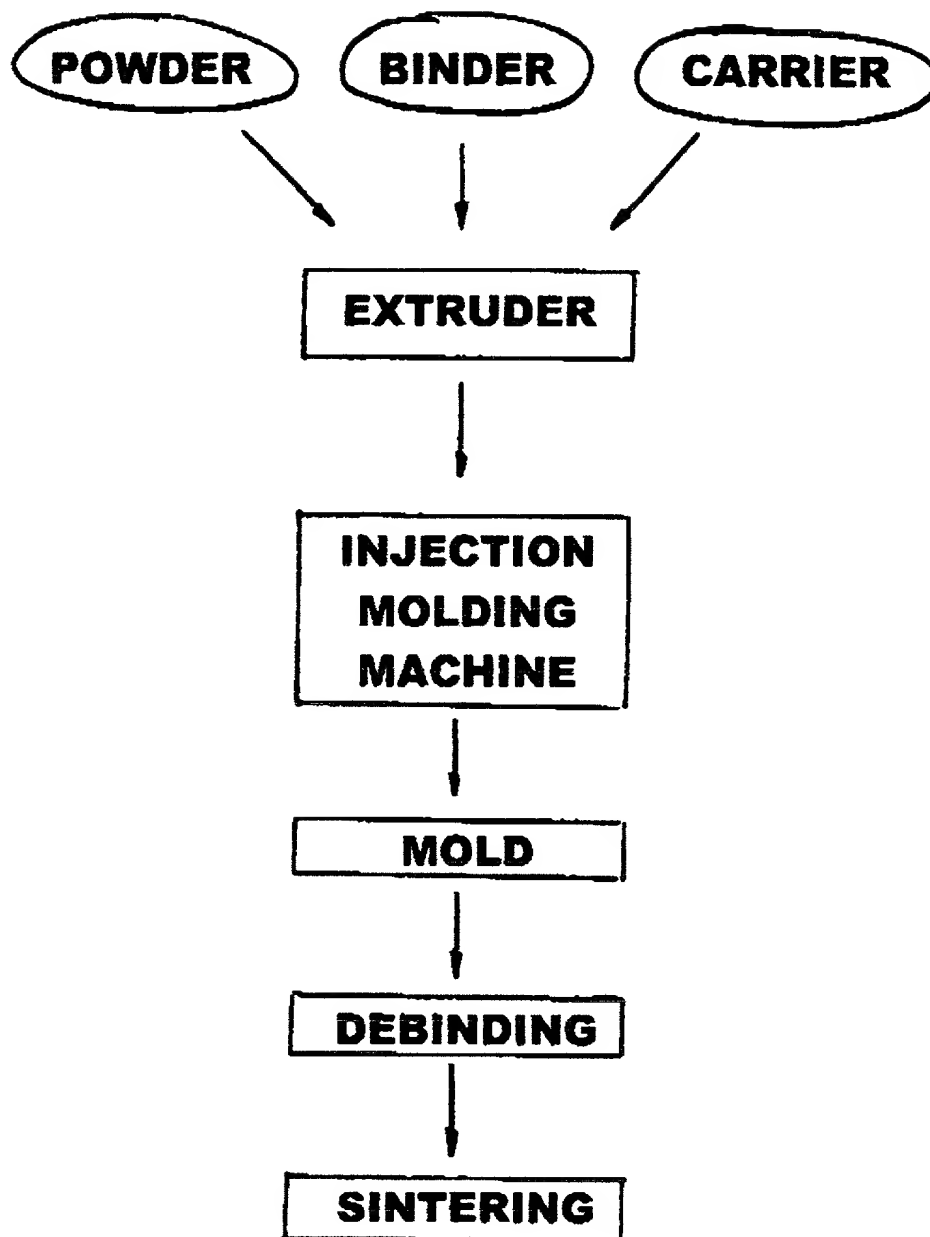 POWDER BINDER CARRIER
EXTRUDER
INJECTION
MOLDING
MACHINE
MOLD
DEBINDING
SINTERING